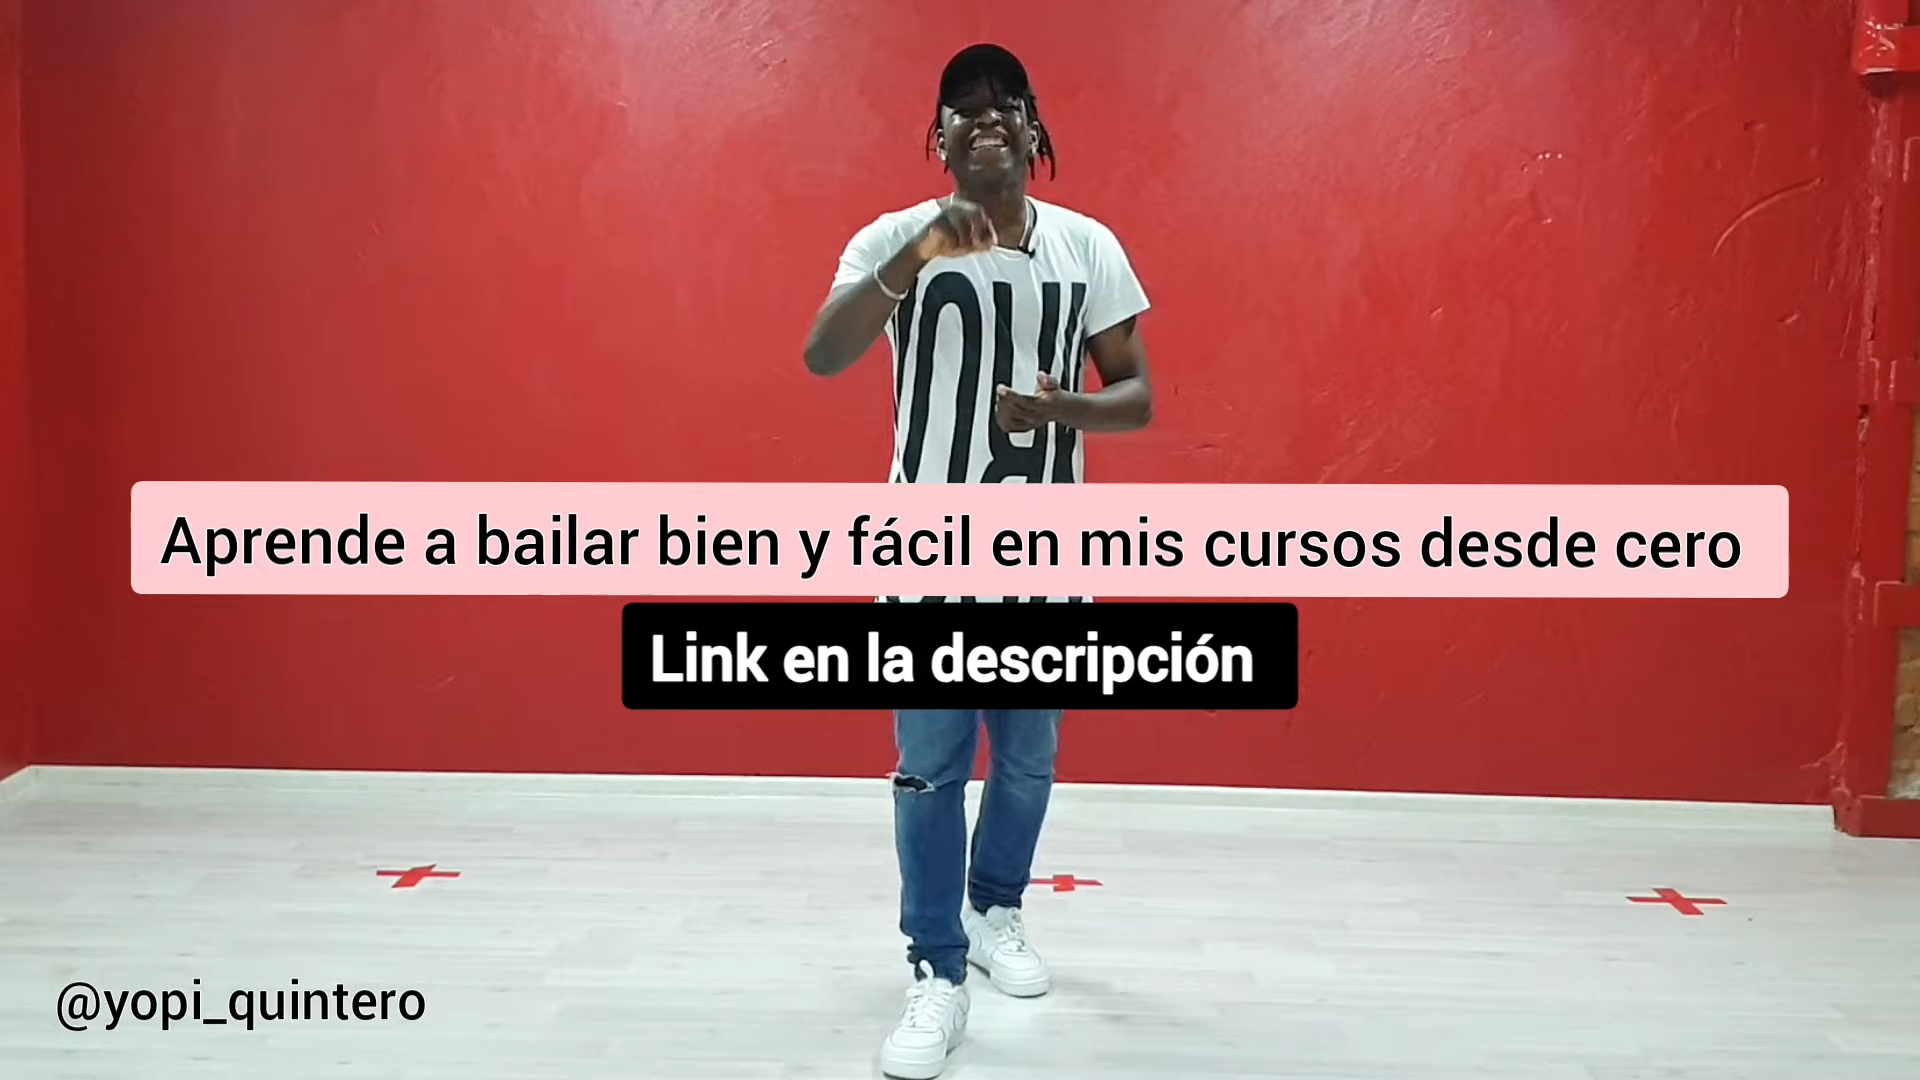 Aprende a bailar bien y fácil en mis cursos desde cero
Link en la descripción
@yopi_quintero